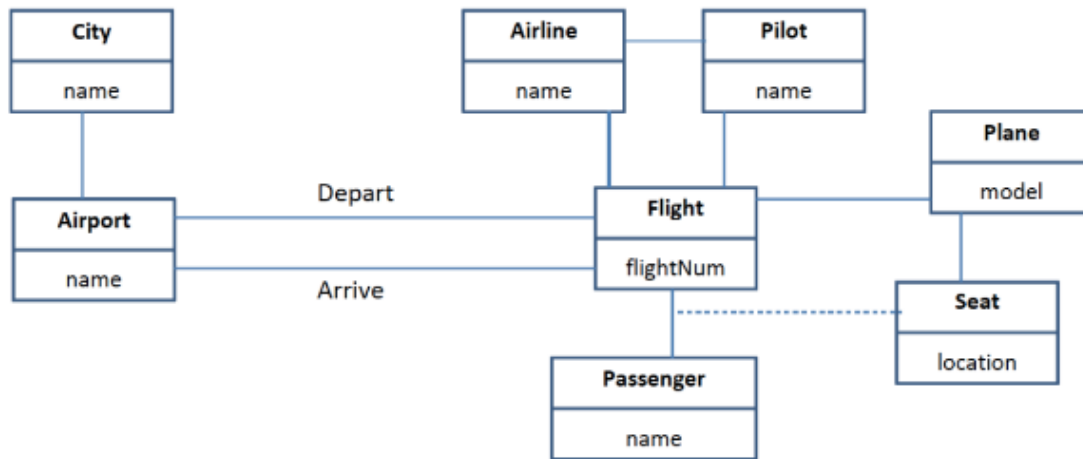 City
name
Airline
name
Pilot
name
Plane
model
Airport
name
Depart
Arrive
Flight
flightNum
Seat
location
Passenger
name